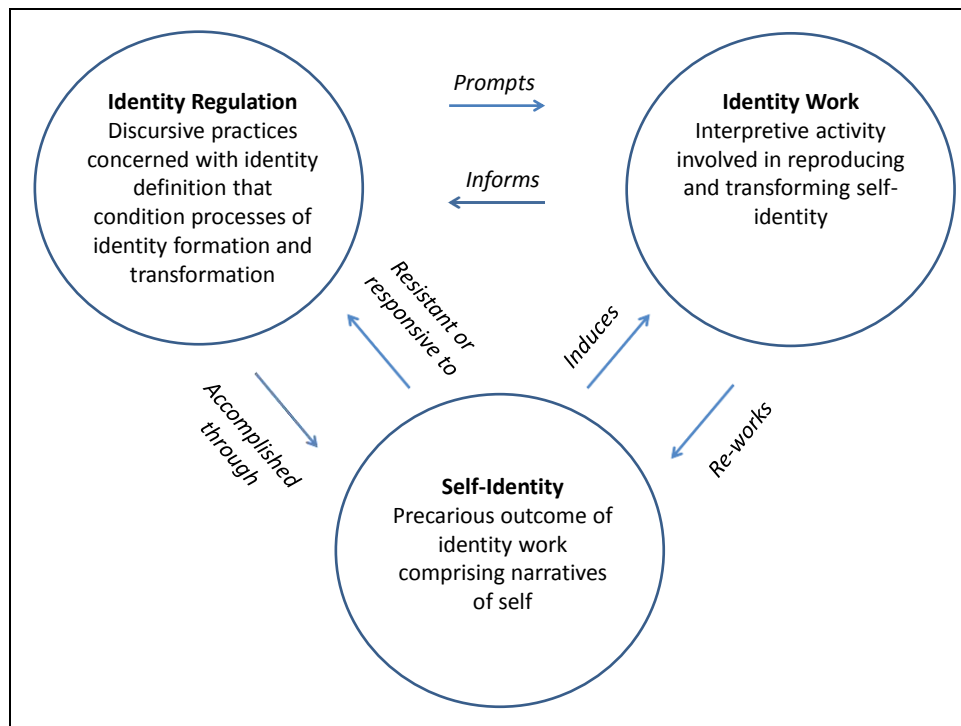 Identity Regulation
Discursive practices
concerned with identity
definition that
condition processes of
identity formation and
transformation
Prompts
Informs
Identity Work
Interpretive activity
involved in reproducing
and transforming self-
identity
Resistant or
responsive to
Induces
Accomplished
through
Re-works
Self-Identity
Precarious outcome of
identity work
comprising narratives
of self